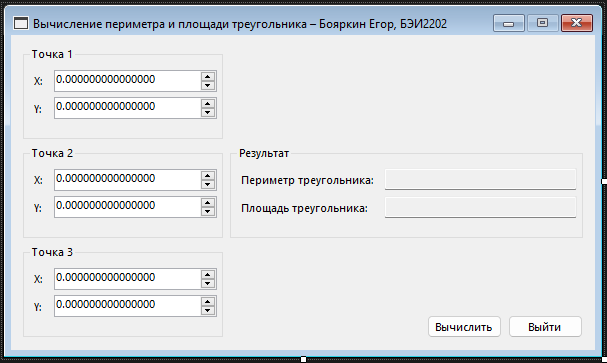 Вычисление периметра и площади треугольника – Бояркин Егор, БЭИ2202
Точка 1
X: 0.000000000000000
Y: 0.000000000000000
Точка 2
X: 0.000000000000000
Y: 0.000000000000000
Результат
Периметр треугольника:
Площадь треугольника:
Точка 3
X: 0.000000000000000
Y: 0.000000000000000
Вычислить Выйти